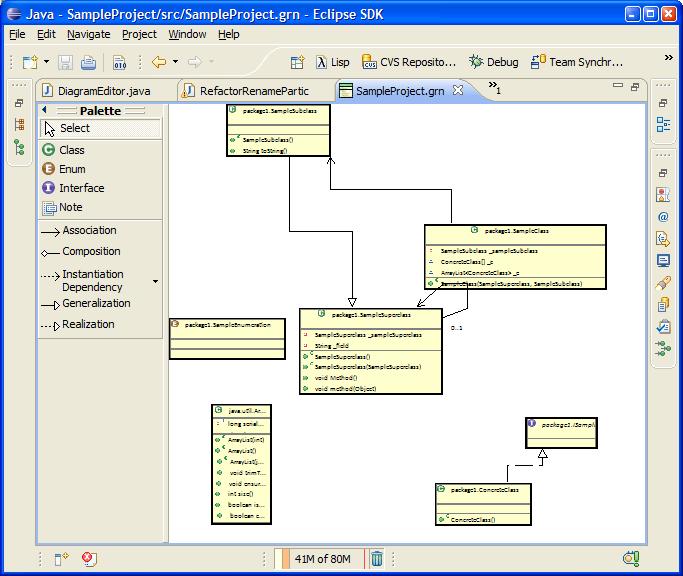 Java - SampleProject/src/SampleProject.grn - Eclipse SDK
File Edit Navigate Project Window Help
Lisp CVS Reposito... Debug Team Synchr... »
DiagramEditor.java RefactorRenamePartic SampleProject.grn »1
Palette
Select
Class
Enum
Interface
Note
Association
Composition
Instantiation
Dependency
Generalization
Realization
package1.SampleSubclass
SampleSubclass()
String toString()
package1.SampleClass
SampleSubclass _samplesubclass
ConcreteClass[] _c
ArrayList<ConcreteClass> _c
SampleClass(SampleSuperclass, SampleSubclass)
0..1
package1.SampleSuperclass
SampleSuperclass _samplesuperclass
String _field
SampleSuperclass()
SampleSuperclass(SampleSuperclass)
void Method()
void method(Object)
package1.SampleEnumeration
java.util.Ar...
long serial...
ArrayList(int)
ArrayList()
ArrayList(j...
void trimT...
void ensur...
int size()
boolean is...
boolean c...
package1.ISampl
package1.ConcreteClass
ConcreteClass()
41M of 80M